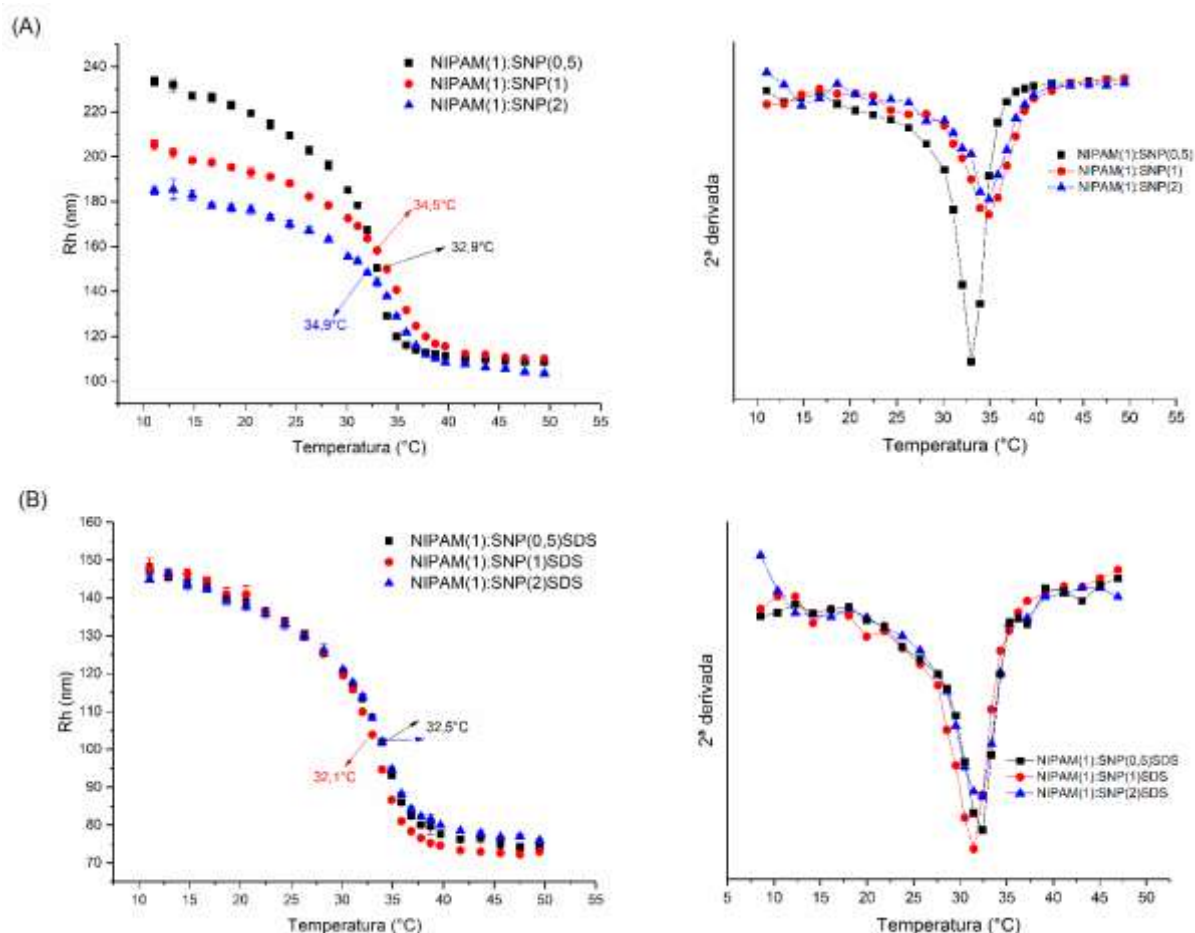 (A)
240
220
200
180
160
140
120
100
Rh (nm)
NIPAM(1):SNP(0,5)
NIPAM(1):SNP(1)
NIPAM(1):SNP(2)
34,5°C
32,9°C
34,9°C
10 15 20 25 30 35 40 45 50 55
Temperatura (°C)
2ª derivada
NIPAM(1):SNP(0,5)
NIPAM(1):SNP(1)
NIPAM(1):SNP(2)
10 15 20 25 30 35 40 45 50 55
Temperatura (°C)
(B)
160
150
140
130
120
110
100
90
80
70
Rh (nm)
NIPAM(1):SNP(0,5)SDS
NIPAM(1):SNP(1)SDS
NIPAM(1):SNP(2)SDS
32,5°C
32,1°C
10 15 20 25 30 35 40 45 50 55
Temperatura (°C)
2ª derivada
NIPAM(1):SNP(0,5)SDS
NIPAM(1):SNP(1)SDS
NIPAM(1):SNP(2)SDS
5 10 15 20 25 30 35 40 45 50
Temperatura (°C)